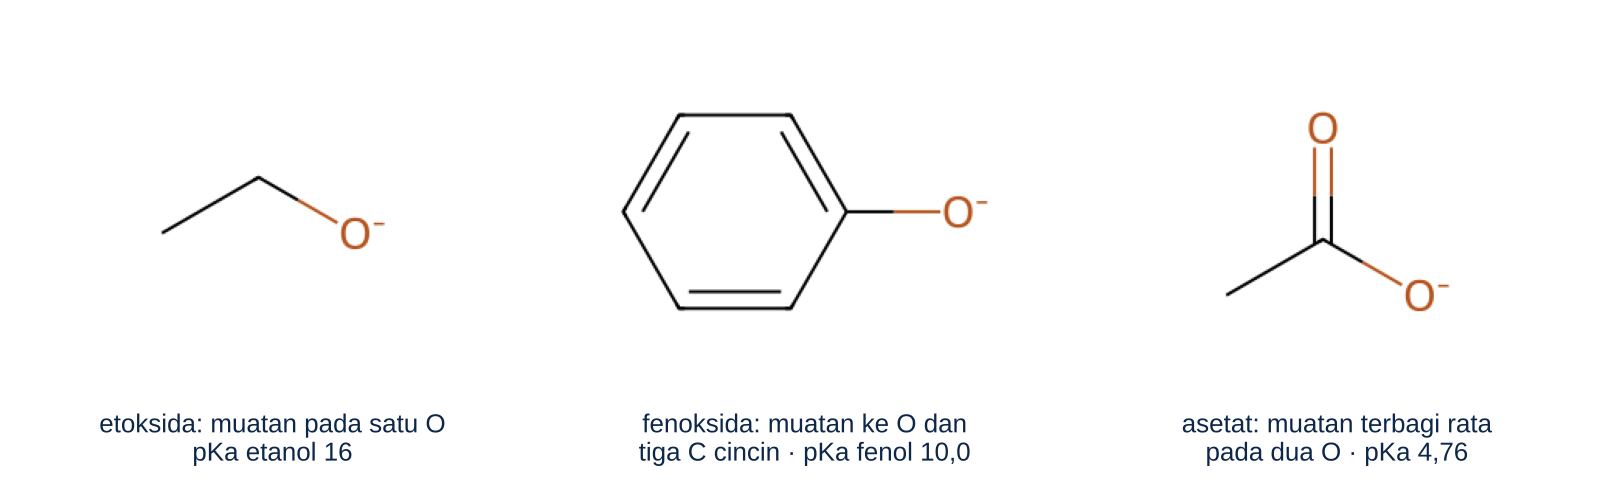 O⁻
O⁻
O
O⁻
etoksida: muatan pada satu O
pKa etanol 16
fenoksida: muatan ke O dan
tiga C cincin · pKa fenol 10,0
asetat: muatan terbagi rata
pada dua O · pKa 4,76